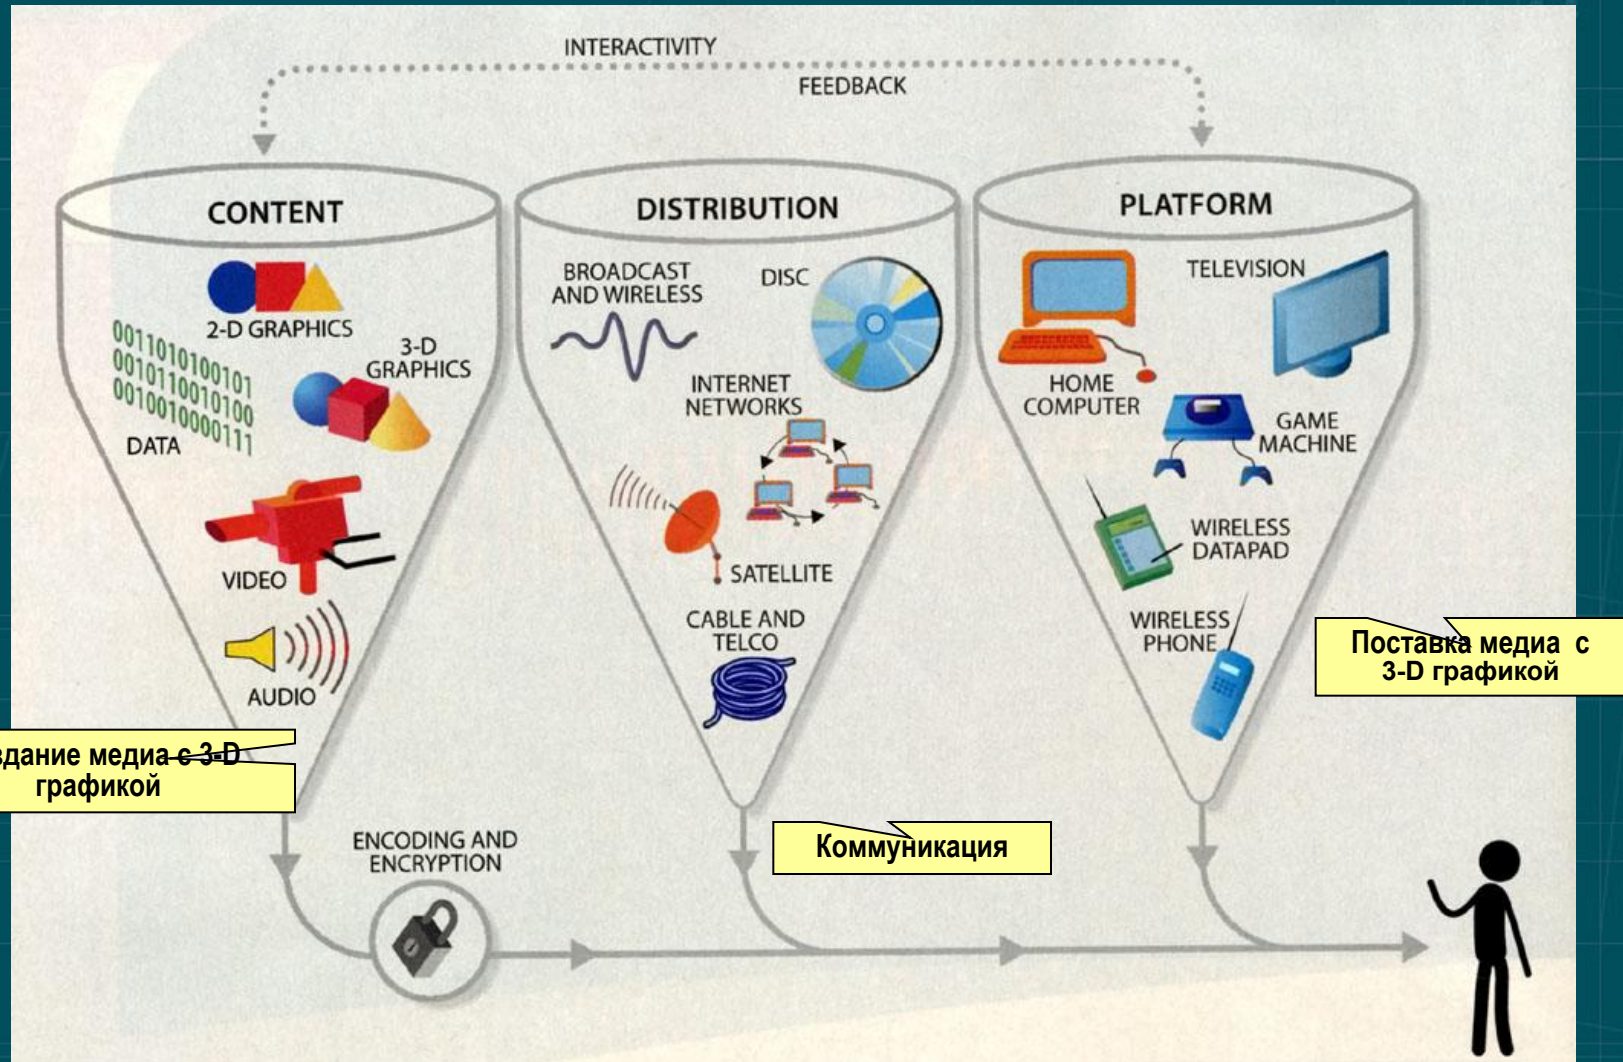 INTERACTIVITY
FEEDBACK
CONTENT
2-D GRAPHICS
0011010100101
0010110010100
0010010000111
DATA
3-D
GRAPHICS
VIDEO
AUDIO
DISTRIBUTION
BROADCAST
AND WIRELESS
DISC
INTERNET
NETWORKS
SATELLITE
CABLE AND
TELCO
PLATFORM
TELEVISION
HOME
COMPUTER
GAME
MACHINE
WIRELESS
DATAPAD
WIRELESS
PHONE
Поставка медиа с
3-D графикой
здание медиа с 3-D
графикой
Коммуникация
ENCODING AND
ENCRYPTION